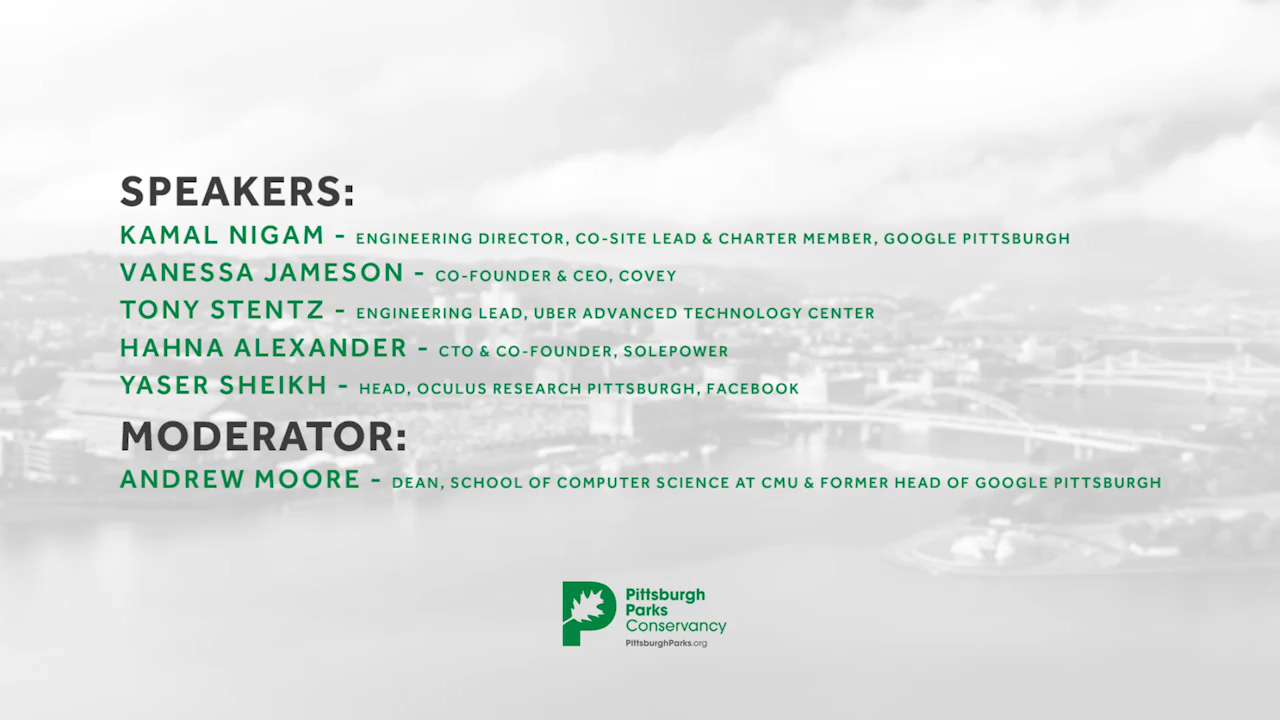 SPEAKERS:
KAMAL NIGAM - ENGINEERING DIRECTOR, CO-SITE LEAD & CHARTER MEMBER, GOOGLE PITTSBURGH
VANESSA JAMESON - CO-FOUNDER & CEO, COVEY
TONY STENTZ - ENGINEERING LEAD, UBER ADVANCED TECHNOLOGY CENTER
HAHNA ALEXANDER - CTO & CO-FOUNDER, SOLEPOWER
YASER SHEIKH - HEAD, OCULUS RESEARCH PITTSBURGH, FACEBOOK
MODERATOR:
ANDREW MOORE - DEAN, SCHOOL OF COMPUTER SCIENCE AT CMU & FORMER HEAD OF GOOGLE PITTSBURGH
Pittsburgh
Parks
Conservancy
PittsburghParks.org